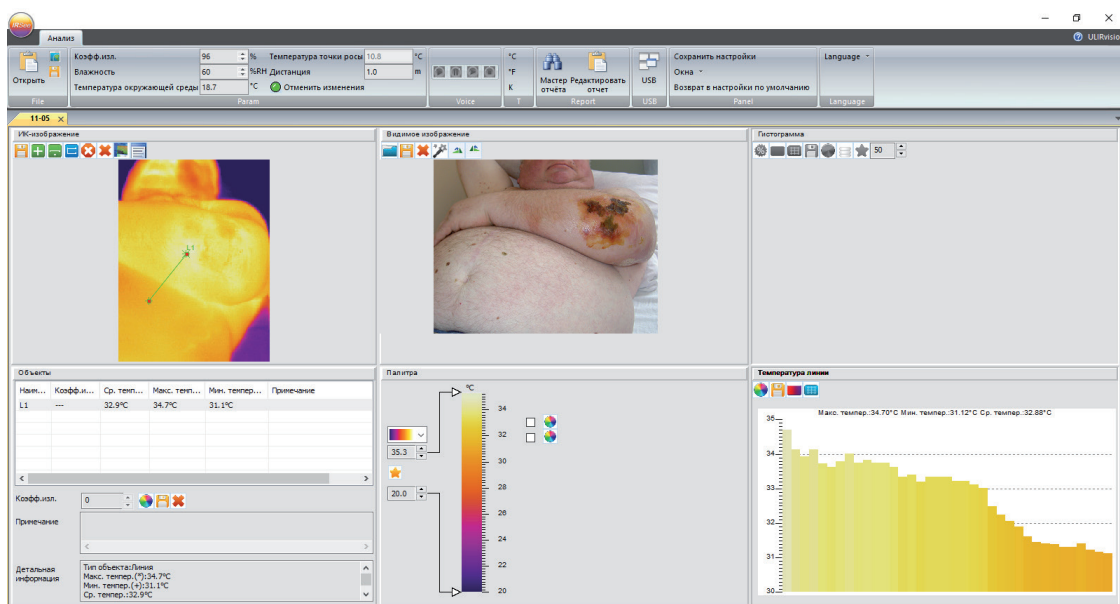 Анализ
ULIRvisio
Открыть
Коэфф.изл. 96 % Температура точки росы 10.8 °C
Влажность 60 %RH Дистанция 1.0 m
Температура окружающей среды 18.7 °C Отменить изменения
°C
°F
K
Мастер отчёта
Редактировать отчет
USB
Сохранить настройки
Окна
Возврат в настройки по умолчанию
Language
File Param Voice T Report USB Panel Language
11-05
ИК-изображение
L1
Видимое изображение
Гистограмма
50
Объекты
Наим... Коэфф.и... Ср. темп... Макс. темп... Мин. темпер... Примечание
L1 --- 32.9°C 34.7°C 31.1°C
Коэфф.изл. 0
Примечание
Детальная информация
Тип объекта:Линия
Макс. темпер.(*):34.7°C
Мин. темпер.(+):31.1°C
Ср. темпер.:32.9°C
Палитра
°C
35.3
20.0
34
32
30
28
26
24
22
20
Температура линии
Макс. темпер.:34.70°C Мин. темпер.:31.12°C Ср. темпер.:32.88°C
35
34
33
32
31
30